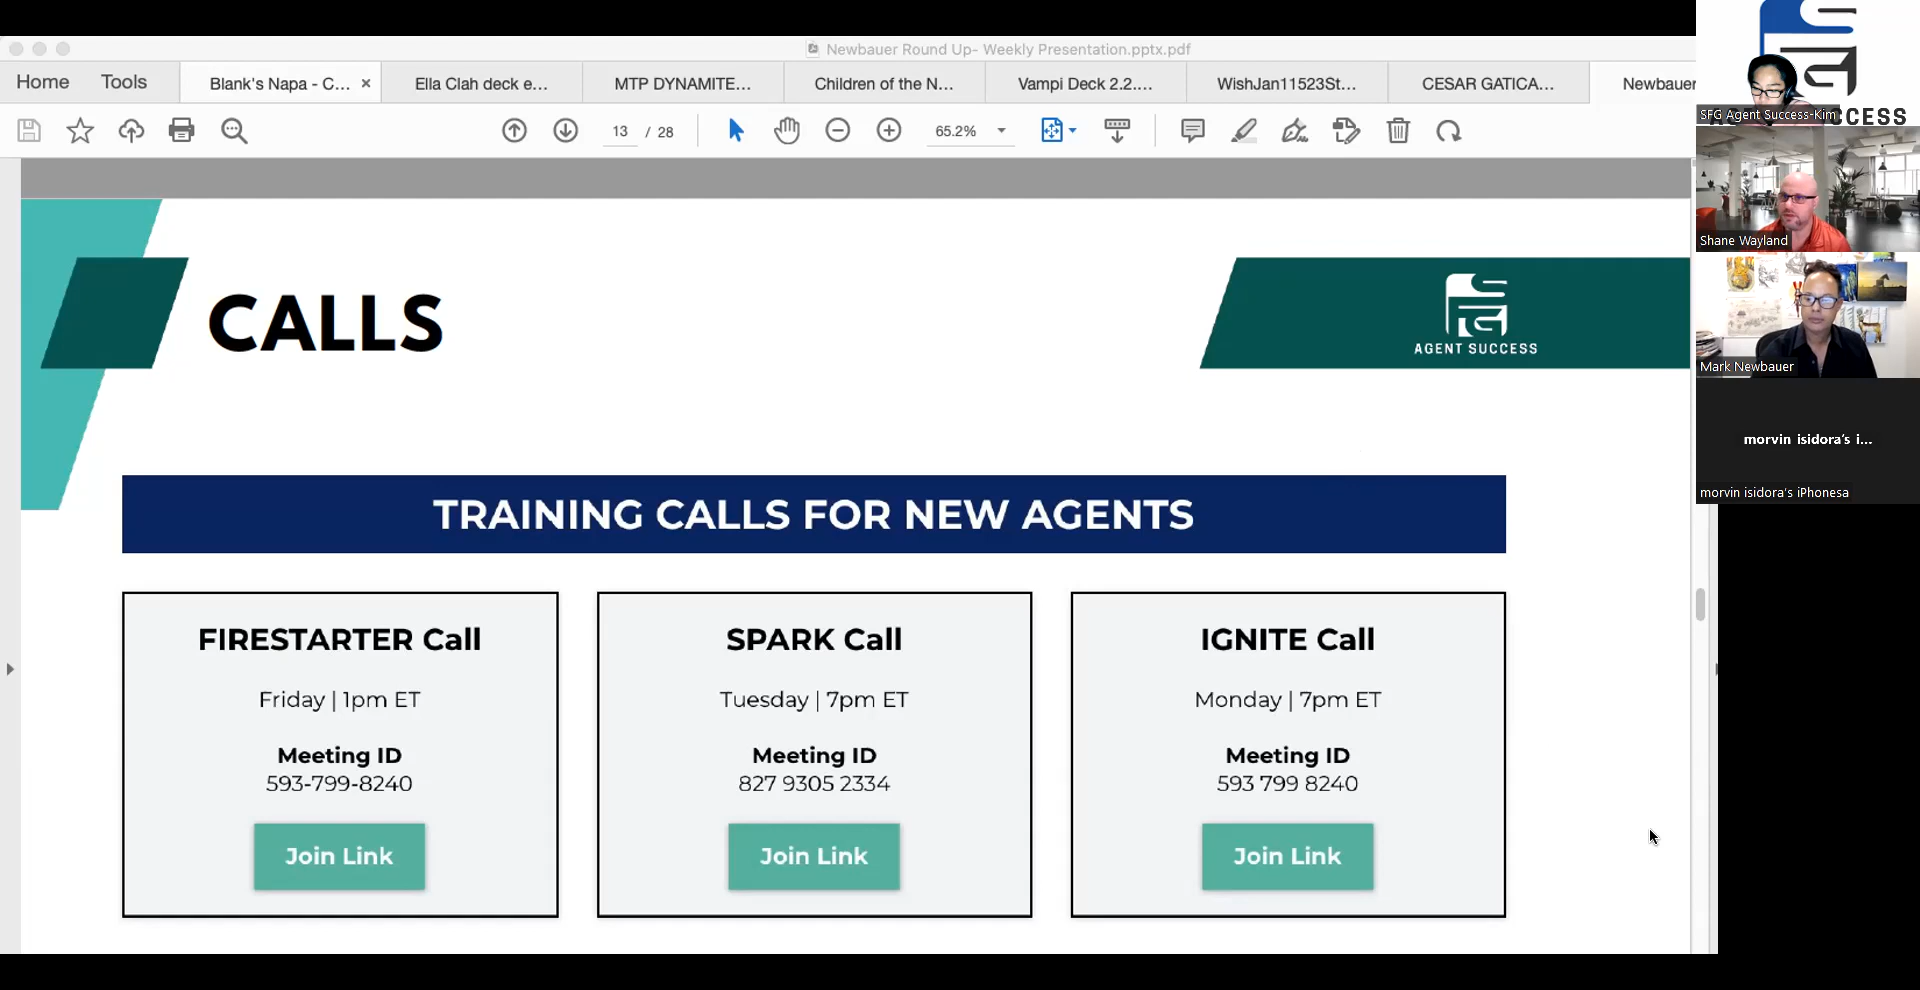 Newbauer Round Up- Weekly Presentation.pptx.pdf
Home
Tools
Blank's Napa - C...
Ella Clah deck e...
MTP DYNAMITE...
Children of the N...
Vampi Deck 2.2....
WishJan11523St...
CESAR GATICA...
Newbauer
13 / 28
65.2%
CALLS
SFG
AGENT SUCCESS
TRAINING CALLS FOR NEW AGENTS
FIRESTARTER Call
Friday | 1pm ET
Meeting ID
593-799-8240
Join Link
SPARK Call
Tuesday | 7pm ET
Meeting ID
827 9305 2334
Join Link
IGNITE Call
Monday | 7pm ET
Meeting ID
593 799 8240
Join Link
SFG Agent Success-Kim
Shane Wayland
Mark Newbauer
morvin isidora's i...
morvin isidora's iPhonesa